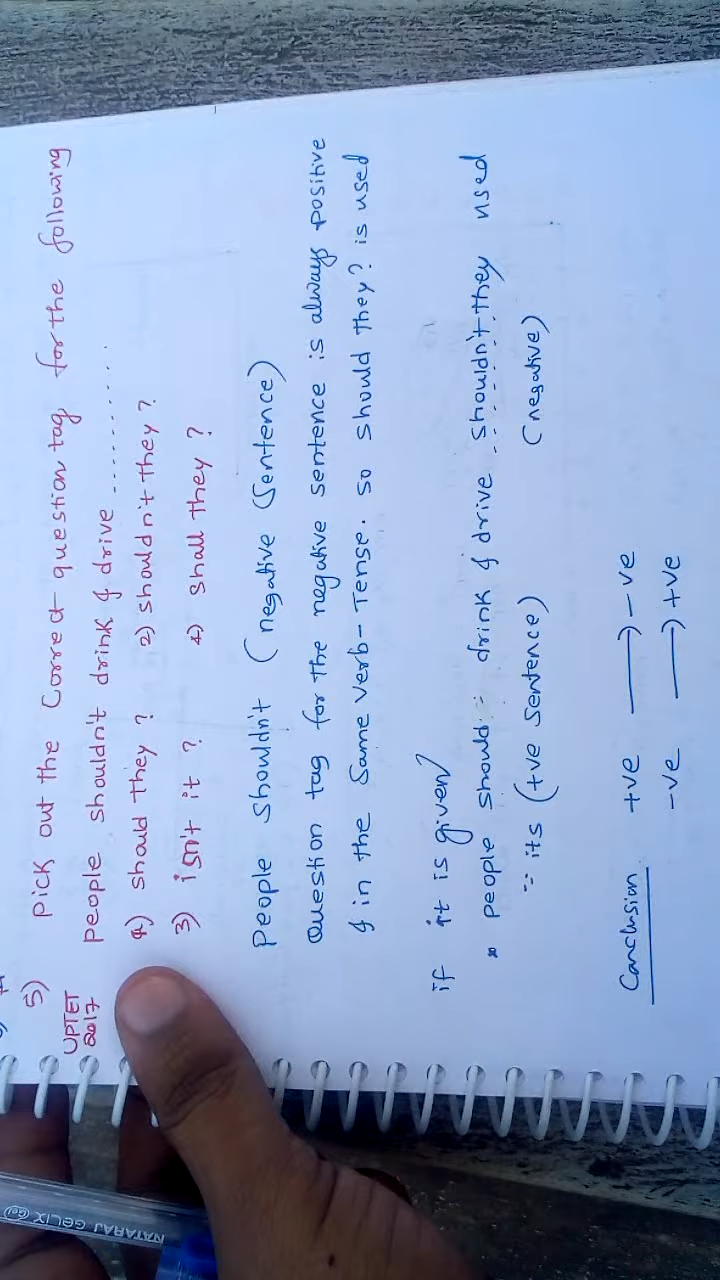 5) Pick out the Correct question tag for the following
UPTET
2017
people shouldn't drink & drive ..........
1) should they? 2) shouldn't they?
3) isn't it? 4) shall they?
People shouldn't (negative Sentence)
Question tag for the negative sentence is always positive
& in the same verb-Tense. so should they? is used
if it is given
* people should drink & drive shouldn't they used
∵ its (+ve sentence) (negative)
Conclusion +ve ⟶ -ve
-ve ⟶ +ve
NATARAJ GELIX Gel